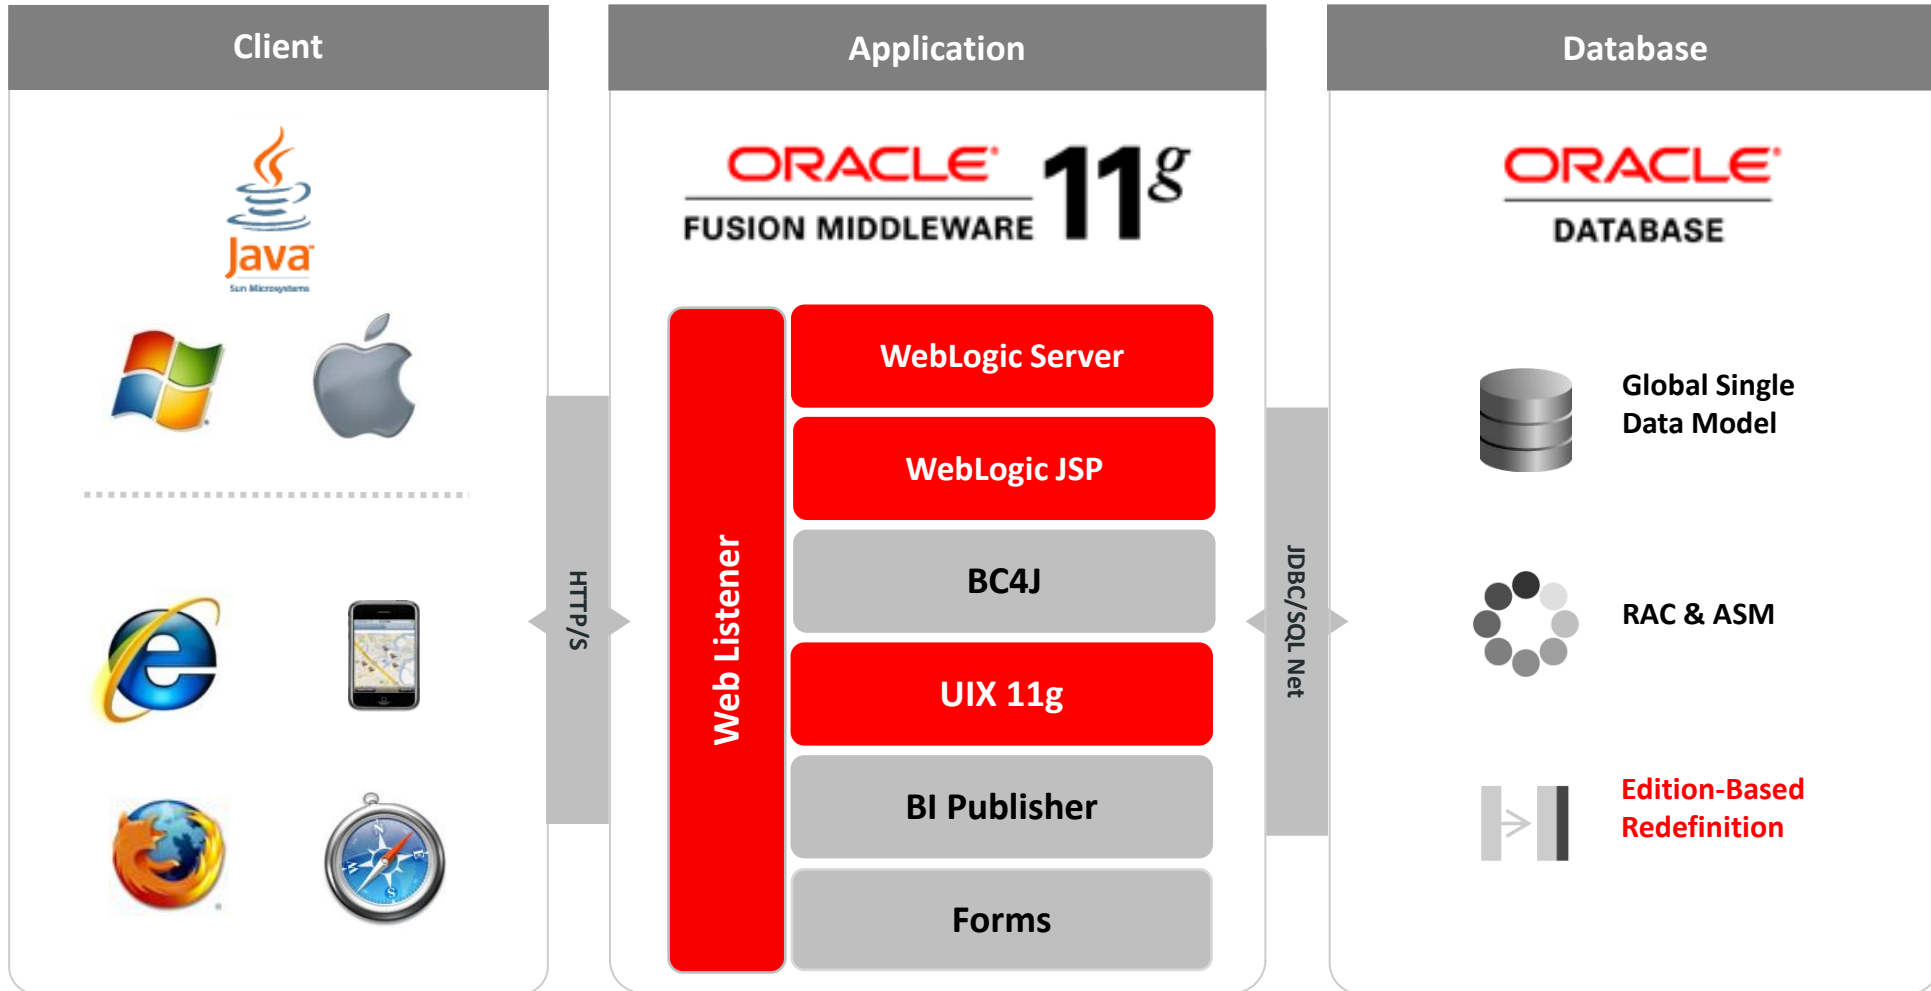 Client
Application
Database
Java
Sun Microsystems
HTTP/S
ORACLE
FUSION MIDDLEWARE
11g
Web Listener
WebLogic Server
WebLogic JSP
BC4J
UIX 11g
BI Publisher
Forms
JDBC/SQL Net
ORACLE
DATABASE
Global Single
Data Model
RAC & ASM
Edition-Based
Redefinition